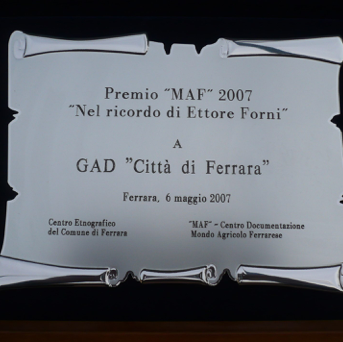 Premio "MAF" 2007
"Nel ricordo di Ettore Forni"
A
GAD "Città di Ferrara"
Ferrara, 6 maggio 2007
Centro Etnografico
del Comune di Ferrara
"MAF" - Centro Documentazione
Mondo Agricolo Ferrarese